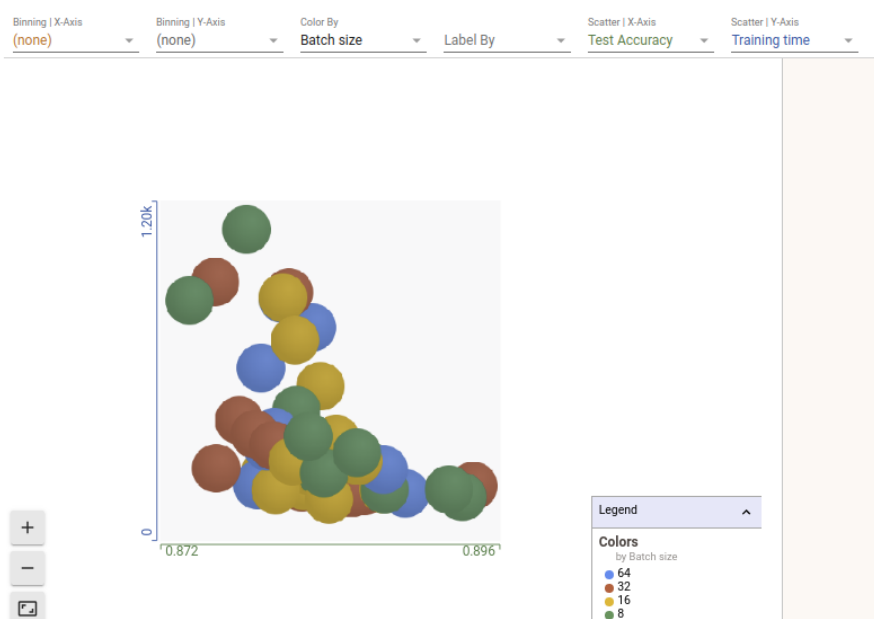 Binning | X-Axis
(none)
Binning | Y-Axis
(none)
Color By
Batch size
Label By
Scatter | X-Axis
Test Accuracy
Scatter | Y-Axis
Training time
1.20k
0
0.872
0.896
Legend
Colors
by Batch size
64
32
16
8